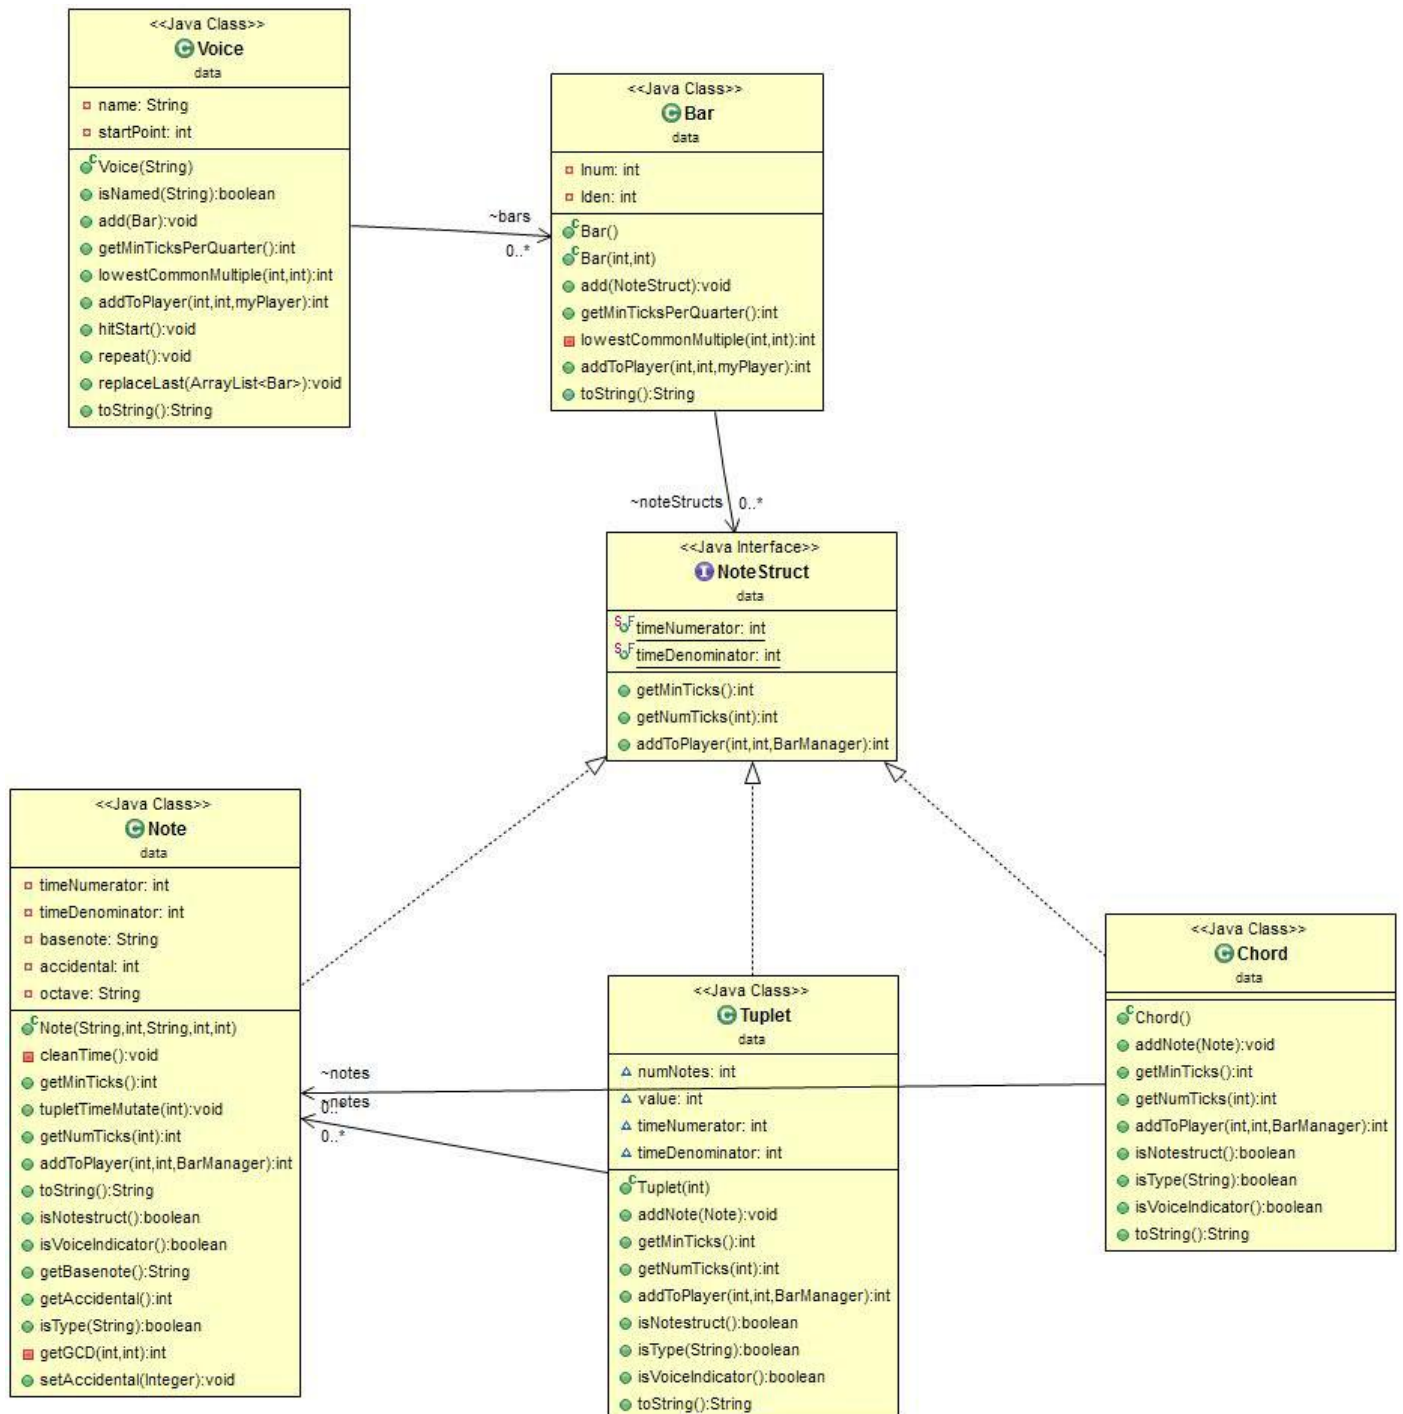 <<Java Class>>
Voice
data
name: String
startPoint: int
Voice(String)
isNamed(String):boolean
add(Bar):void
getMinTicksPerQuarter():int
lowestCommonMultiple(int,int):int
addToPlayer(int,int,myPlayer):int
hitStart():void
repeat():void
replaceLast(ArrayList<Bar>):void
toString():String
~bars
0..*
<<Java Class>>
Bar
data
lnum: int
lden: int
Bar()
Bar(int,int)
add(NoteStruct):void
getMinTicksPerQuarter():int
lowestCommonMultiple(int,int):int
addToPlayer(int,int,myPlayer):int
toString():String
~noteStructs
0..*
<<Java Interface>>
NoteStruct
data
timeNumerator: int
timeDenominator: int
getMinTicks():int
getNumTicks(int):int
addToPlayer(int,int,BarManager):int
<<Java Class>>
Note
data
timeNumerator: int
timeDenominator: int
basenote: String
accidental: int
octave: String
Note(String,int,String,int,int)
cleanTime():void
getMinTicks():int
tupletTimeMutate(int):void
getNumTicks(int):int
addToPlayer(int,int,BarManager):int
toString():String
isNotestruct():boolean
isVoiceIndicator():boolean
getBasenote():String
getAccidental():int
isType(String):boolean
getGCD(int,int):int
setAccidental(Integer):void
~notes
0..*
~notes
0..*
<<Java Class>>
Tuplet
data
numNotes: int
value: int
timeNumerator: int
timeDenominator: int
Tuplet(int)
addNote(Note):void
getMinTicks():int
getNumTicks(int):int
addToPlayer(int,int,BarManager):int
isNotestruct():boolean
isType(String):boolean
isVoiceIndicator():boolean
toString():String
<<Java Class>>
Chord
data
Chord()
addNote(Note):void
getMinTicks():int
getNumTicks(int):int
addToPlayer(int,int,BarManager):int
isNotestruct():boolean
isType(String):boolean
isVoiceIndicator():boolean
toString():String